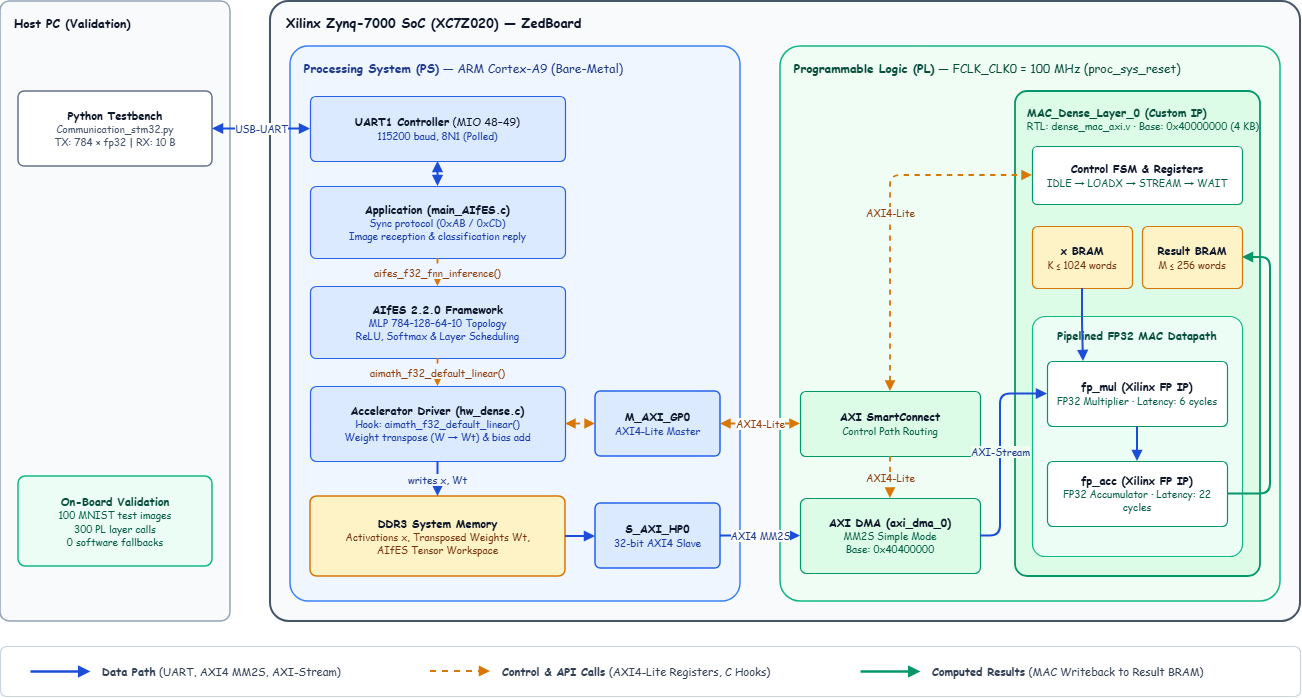 Host PC (Validation)
Python Testbench
Communication_stm32.py
TX: 784 × fp32 | RX: 10 B
On-Board Validation
100 MNIST test images
300 PL layer calls
0 software fallbacks
USB-UART
Xilinx Zynq-7000 SoC (XC7Z020) — ZedBoard
Processing System (PS) — ARM Cortex-A9 (Bare-Metal)
UART1 Controller (MIO 48-49)
115200 baud, 8N1 (Polled)
Application (main_AIfES.c)
Sync protocol (0xAB / 0xCD)
Image reception & classification reply
aifes_f32_fnn_inference()
AIfES 2.2.0 Framework
MLP 784-128-64-10 Topology
ReLU, Softmax & Layer Scheduling
aimath_f32_default_linear()
Accelerator Driver (hw_dense.c)
Hook: aimath_f32_default_linear()
Weight transpose (W → Wt) & bias add
writes x, Wt
DDR3 System Memory
Activations x, Transposed Weights Wt,
AIfES Tensor Workspace
M_AXI_GP0
AXI4-Lite Master
S_AXI_HP0
32-bit AXI4 Slave
AXI4-Lite
AXI4 MM2S
Programmable Logic (PL) — FCLK_CLK0 = 100 MHz (proc_sys_reset)
AXI4-Lite
AXI SmartConnect
Control Path Routing
AXI4-Lite
AXI DMA (axi_dma_0)
MM2S Simple Mode
Base: 0x40400000
AXI-Stream
MAC_Dense_Layer_0 (Custom IP)
RTL: dense_mac_axi.v · Base: 0x40000000 (4 KB)
Control FSM & Registers
IDLE → LOADX → STREAM → WAIT
x BRAM
K ≤ 1024 words
Result BRAM
M ≤ 256 words
Pipelined FP32 MAC Datapath
fp_mul (Xilinx FP IP)
FP32 Multiplier · Latency: 6 cycles
fp_acc (Xilinx FP IP)
FP32 Accumulator · Latency: 22
cycles
Data Path (UART, AXI4 MM2S, AXI-Stream)
Control & API Calls (AXI4-Lite Registers, C Hooks)
Computed Results (MAC Writeback to Result BRAM)